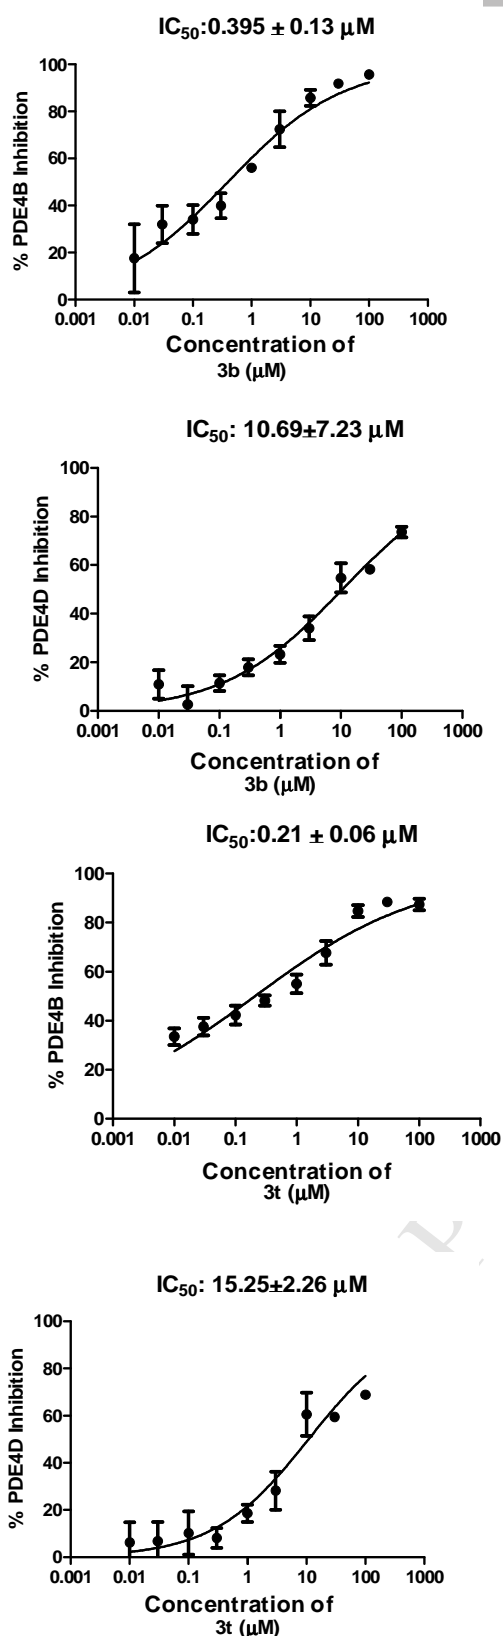 IC50:0.395 ± 0.13 μM
% PDE4B Inhibition
100
80
60
40
20
0
0.001 0.01 0.1 1 10 100 1000
Concentration of
3b (μM)
IC50: 10.69±7.23 μM
% PDE4D Inhibition
100
80
60
40
20
0
0.001 0.01 0.1 1 10 100 1000
Concentration of
3b (μM)
IC50:0.21 ± 0.06 μM
% PDE4B Inhibition
100
80
60
40
20
0
0.001 0.01 0.1 1 10 100 1000
Concentration of
3t (μM)
IC50: 15.25±2.26 μM
% PDE4D Inhibition
100
80
60
40
20
0
0.001 0.01 0.1 1 10 100 1000
Concentration of
3t (μM)